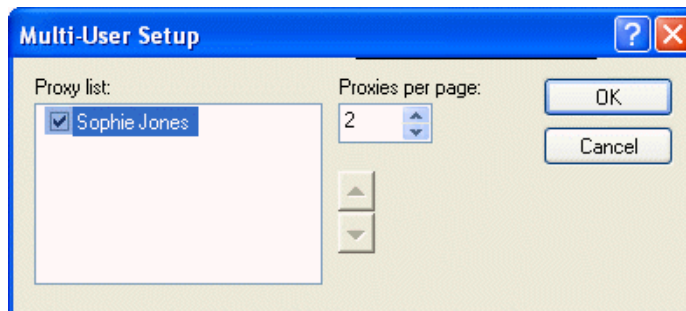 Multi-User Setup
Proxy list:
Sophie Jones
Proxies per page:
2
OK
Cancel